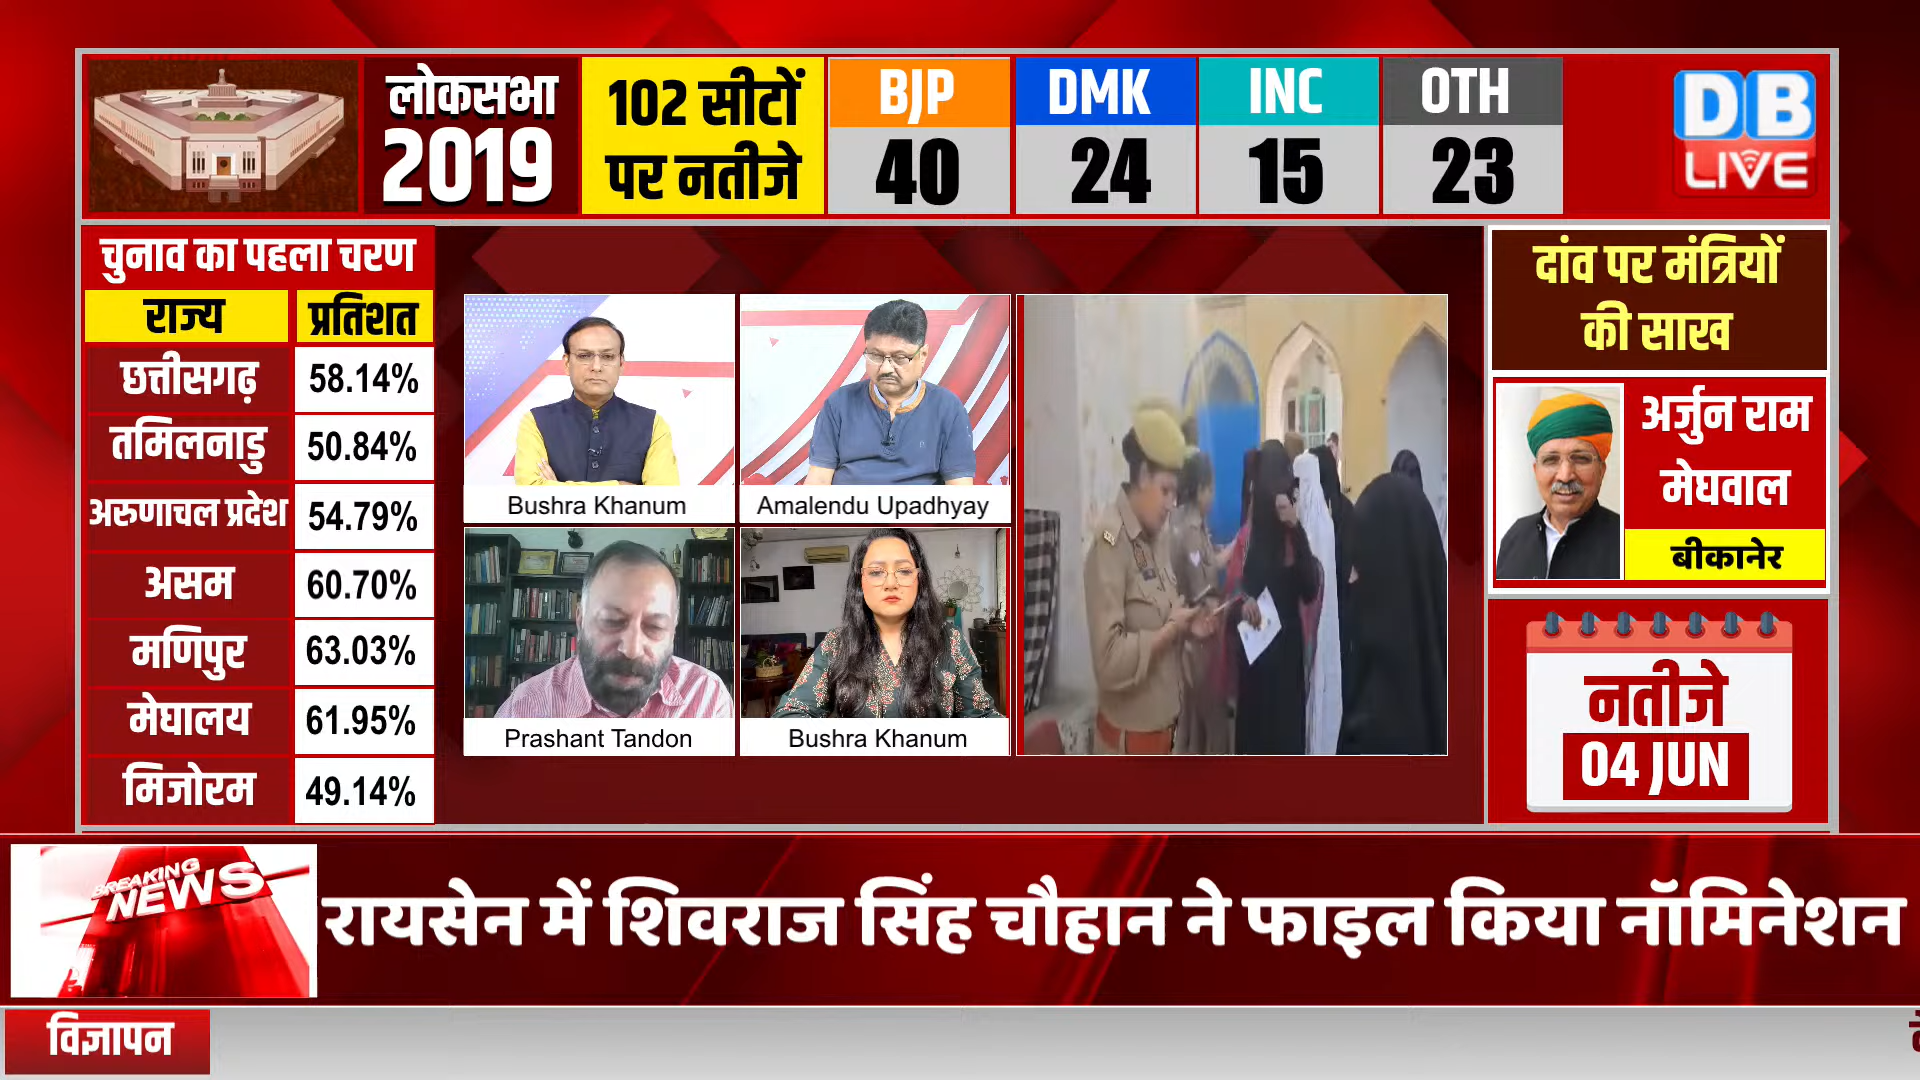 लोकसभा
2019
102 सीटों
पर नतीजे
BJP
40
DMK
24
INC
15
OTH
23
DB
LIVE
चुनाव का पहला चरण
राज्य प्रतिशत
छत्तीसगढ़ 58.14%
तमिलनाडु 50.84%
अरुणाचल प्रदेश 54.79%
असम 60.70%
मणिपुर 63.03%
मेघालय 61.95%
मिजोरम 49.14%
Bushra Khanum
Amalendu Upadhyay
Prashant Tandon
Bushra Khanum
दांव पर मंत्रियों
की साख
अर्जुन राम
मेघवाल
बीकानेर
नतीजे
04 JUN
BREAKING
NEWS
रायसेन में शिवराज सिंह चौहान ने फाइल किया नॉमिनेशन
विज्ञापन